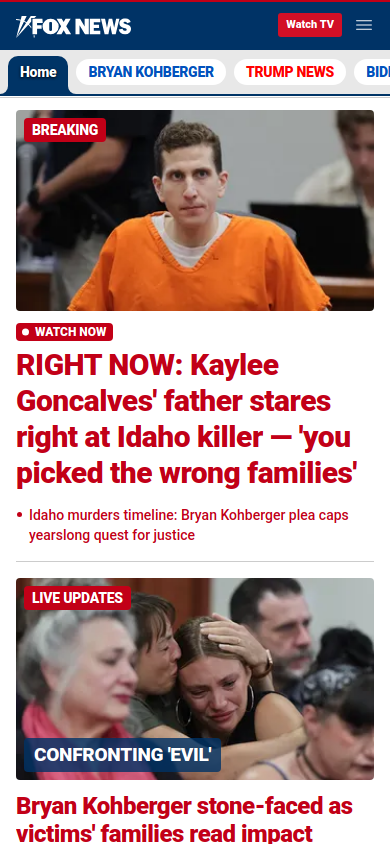 FOX NEWS
Watch TV
Home
BRYAN KOHBERGER
TRUMP NEWS
BIDE
BREAKING
WATCH NOW
RIGHT NOW: Kaylee
Goncalves' father stares
right at Idaho killer — 'you
picked the wrong families'
Idaho murders timeline: Bryan Kohberger plea caps
yearslong quest for justice
LIVE UPDATES
CONFRONTING 'EVIL'
Bryan Kohberger stone-faced as
victims' families read impact